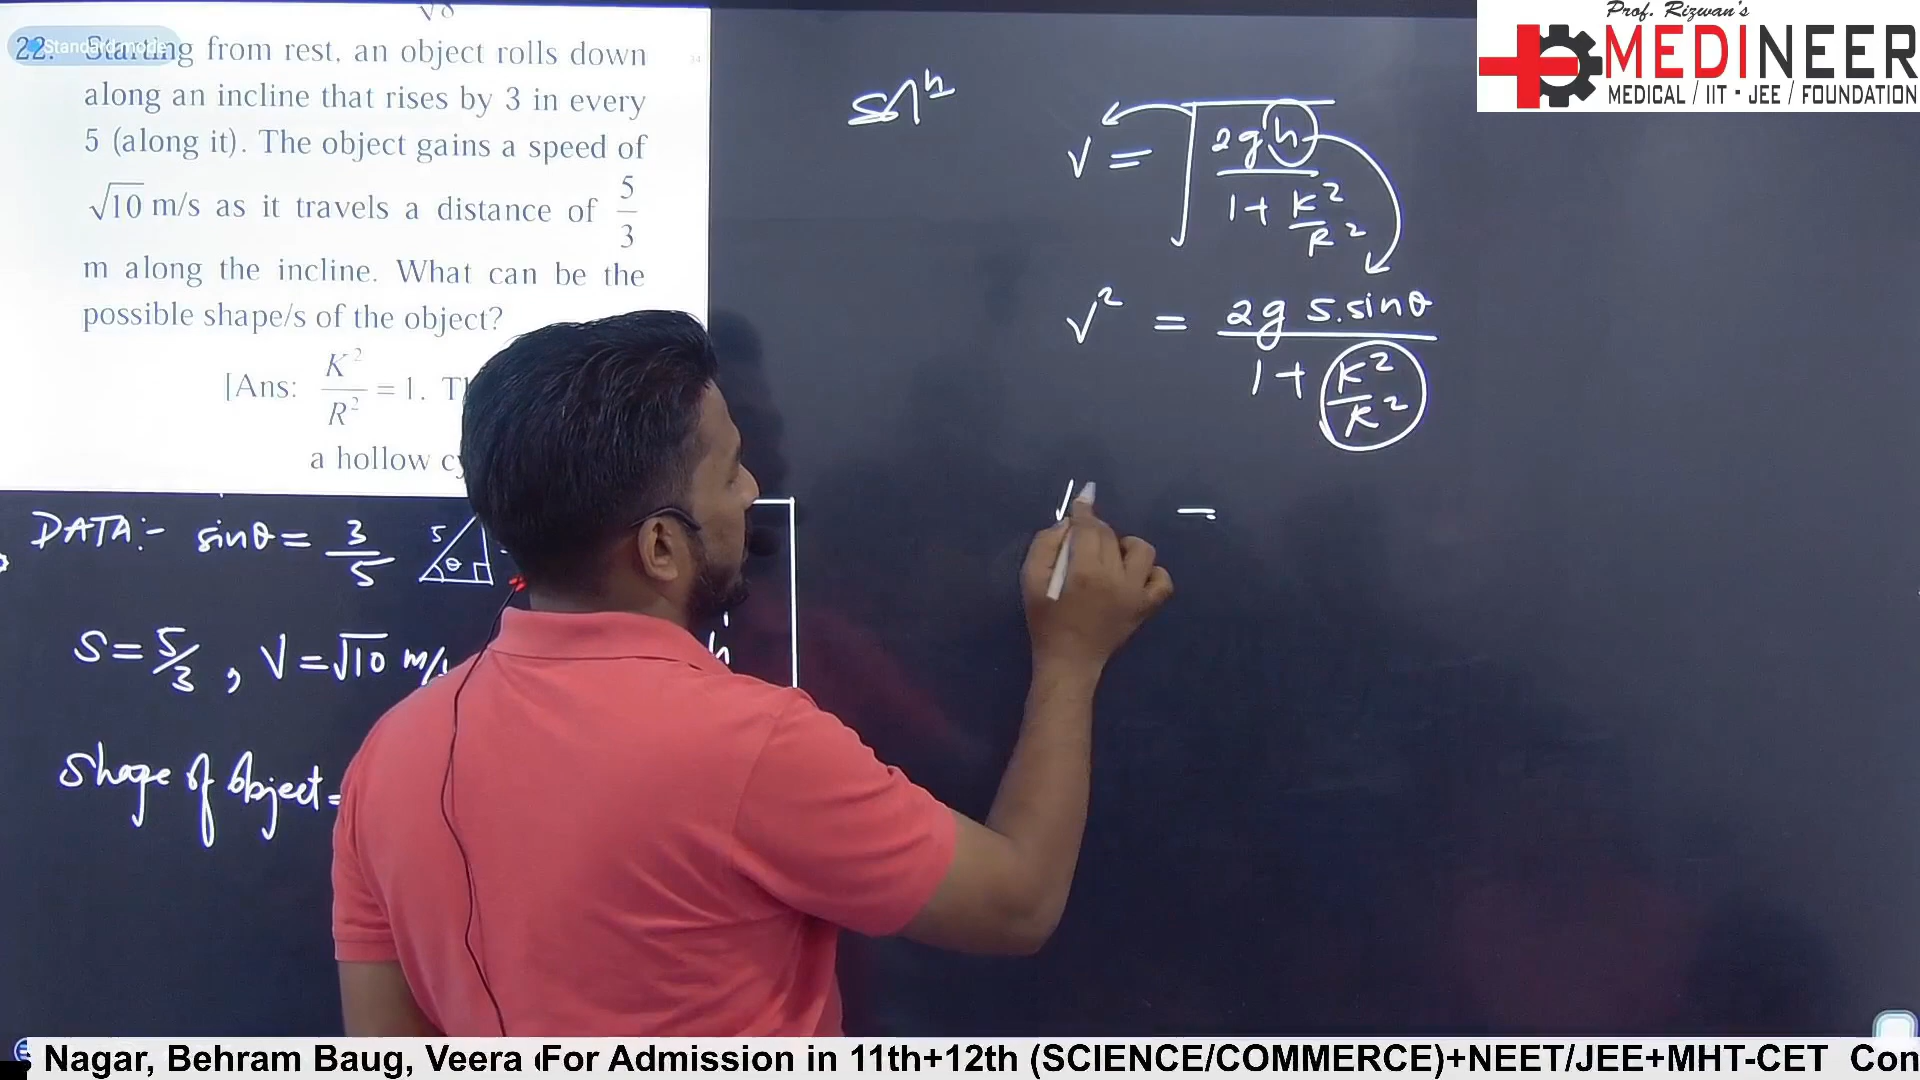 22. Starting from rest, an object rolls down
Standard mode
along an incline that rises by 3 in every
5 (along it). The object gains a speed of
√10 m/s as it travels a distance of 5/3
m along the incline. What can be the
possible shape/s of the object?
[Ans: K²/R² = 1.
a hollow
DATA:- sinθ = 3/5
5
θ
S = 5/3 , V = √10 m/
h
Shape of object =
Solⁿ
v = √(2gh / (1 + K²/R²))
v² = 2g s.sinθ / (1 + K²/R²)
=
Prof. Rizwan's
MEDINEER
MEDICAL / IIT - JEE / FOUNDATION
Nagar, Behram Baug, Veera
For Admission in 11th+12th (SCIENCE/COMMERCE)+NEET/JEE+MHT-CET Con